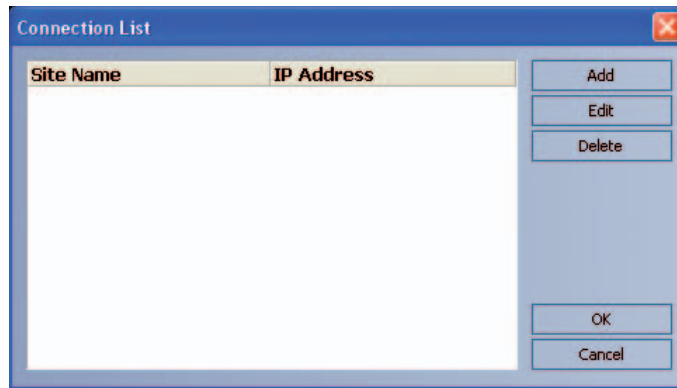 Connection List
Site Name IP Address
Add
Edit
Delete
OK
Cancel